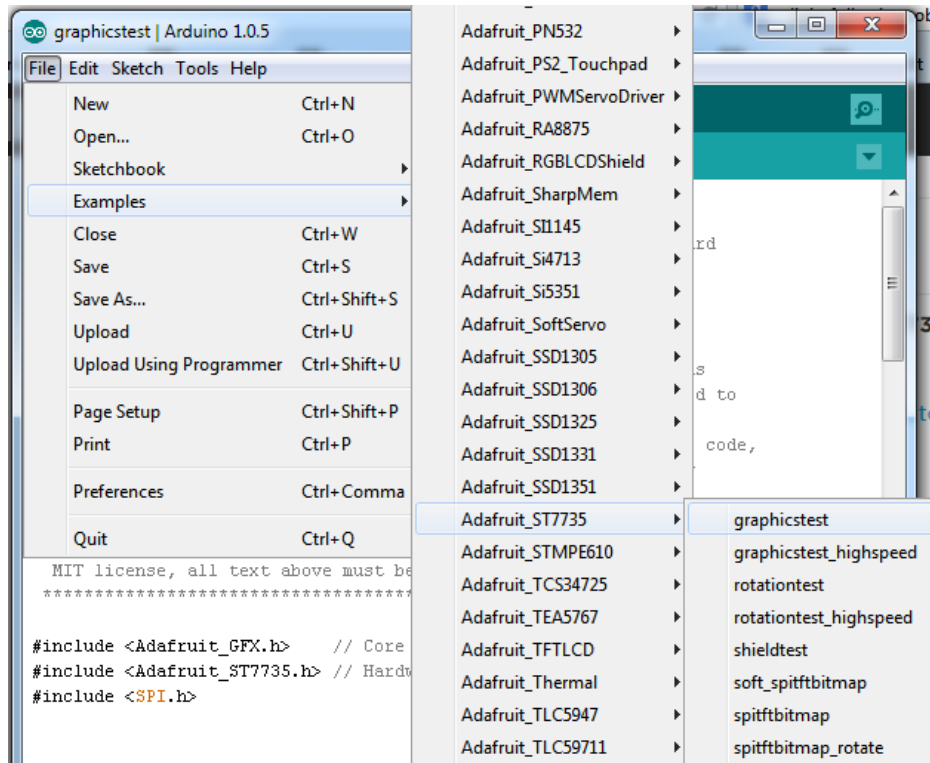 graphicstest | Arduino 1.0.5
File Edit Sketch Tools Help
New Ctrl+N
Open... Ctrl+O
Sketchbook
Examples
Close Ctrl+W
Save Ctrl+S
Save As... Ctrl+Shift+S
Upload Ctrl+U
Upload Using Programmer Ctrl+Shift+U
Page Setup Ctrl+Shift+P
Print Ctrl+P
Preferences Ctrl+Comma
Quit Ctrl+Q
Adafruit_PN532
Adafruit_PS2_Touchpad
Adafruit_PWMServoDriver
Adafruit_RA8875
Adafruit_RGBLCDShield
Adafruit_SharpMem
Adafruit_SI1145
Adafruit_Si4713
Adafruit_Si5351
Adafruit_SoftServo
Adafruit_SSD1305
Adafruit_SSD1306
Adafruit_SSD1325
Adafruit_SSD1331
Adafruit_SSD1351
Adafruit_ST7735
Adafruit_STMPE610
Adafruit_TCS34725
Adafruit_TEA5767
Adafruit_TFTLCD
Adafruit_Thermal
Adafruit_TLC5947
Adafruit_TLC59711
graphicstest
graphicstest_highspeed
rotationtest
rotationtest_highspeed
shieldtest
soft_spitftbitmap
spitftbitmap
spitftbitmap_rotate
rd
s
d to
code,
MIT license, all text above must be
#include <Adafruit_GFX.h> // Core
#include <Adafruit_ST7735.h> // Hardw
#include <SPI.h>